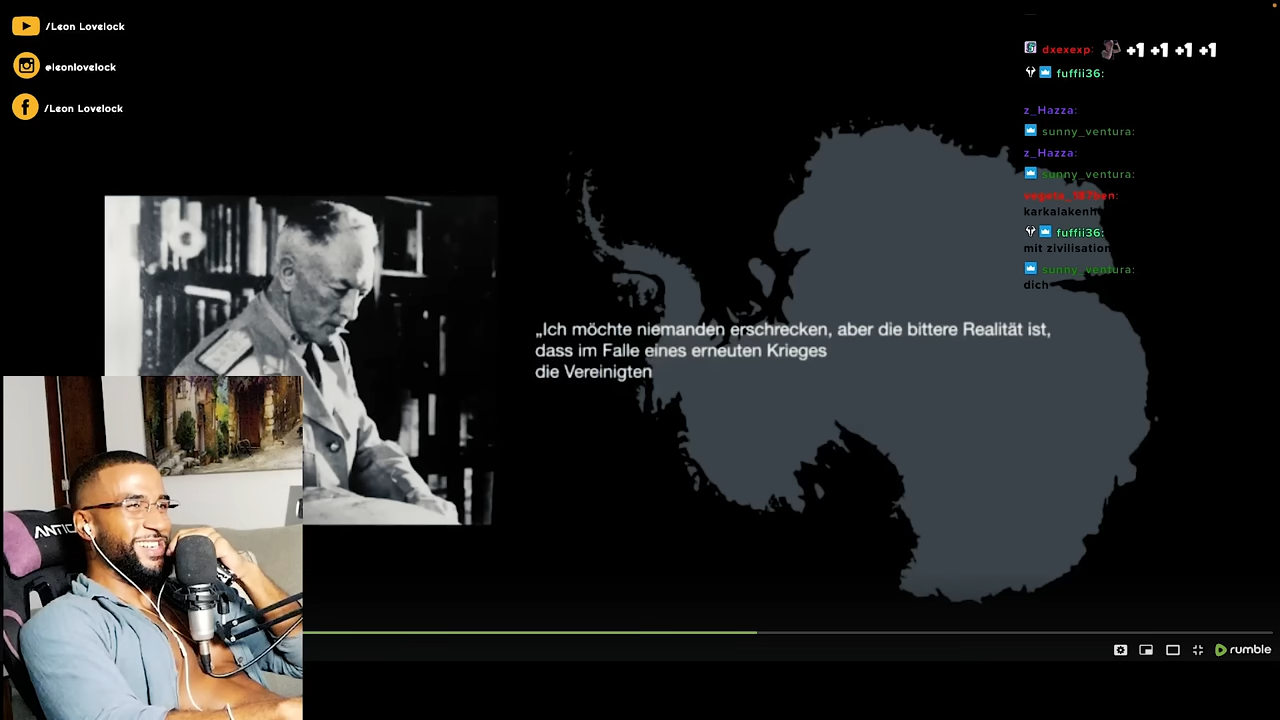 /Leon Lovelock
@leonlovelock
/Leon Lovelock
dxexexp: +1 +1 +1 +1
fuffii36:
z_Hazza:
sunny_ventura:
z_Hazza:
sunny_ventura:
fuffii36:
mit zivilisation
sunny_ventura:
dich
„Ich möchte niemanden erschrecken, aber die bittere Realität ist,
dass im Falle eines erneuten Krieges
die Vereinigten
ANTIC
rumble